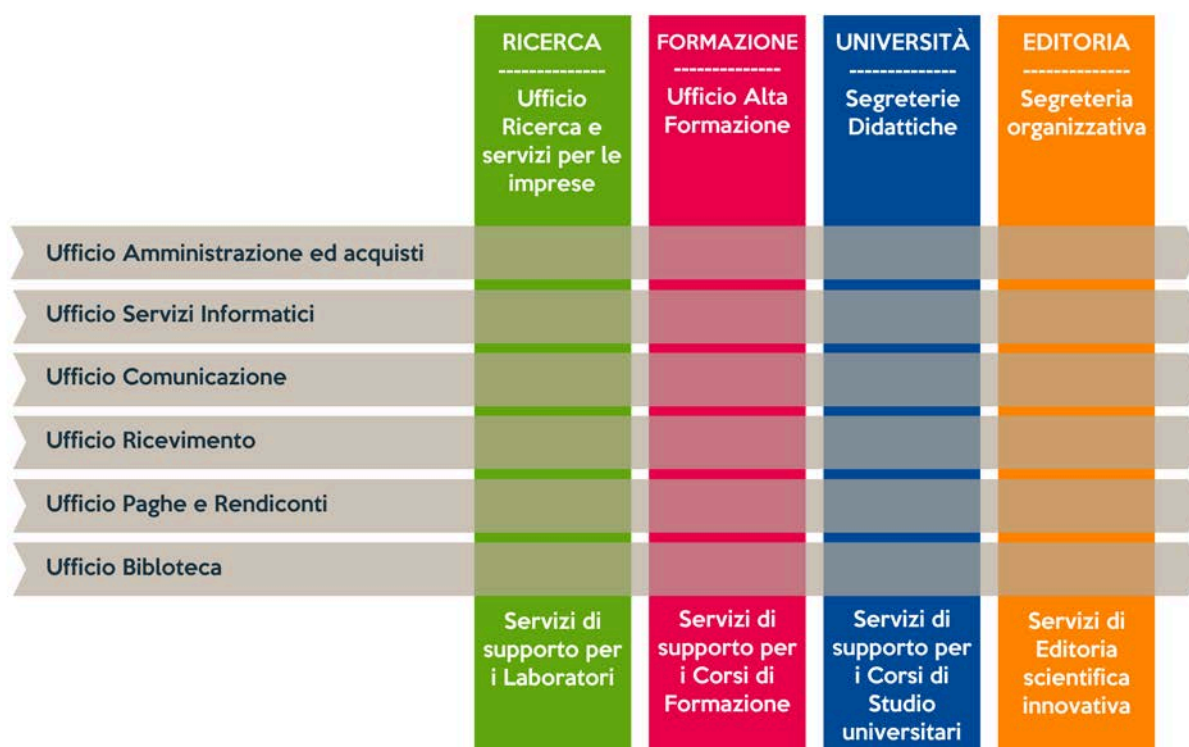 RICERCA
--------------
Ufficio
Ricerca e
servizi per le
imprese
FORMAZIONE
--------------
Ufficio Alta
Formazione
UNIVERSITÀ
--------------
Segreterie
Didattiche
EDITORIA
--------------
Segreteria
organizzativa
Ufficio Amministrazione ed acquisti
Ufficio Servizi Informatici
Ufficio Comunicazione
Ufficio Ricevimento
Ufficio Paghe e Rendiconti
Ufficio Bibloteca
Servizi di
supporto per
i Laboratori
Servizi di
supporto per
i Corsi di
Formazione
Servizi di
supporto per
i Corsi di
Studio
universitari
Servizi di
Editoria
scientifica
innovativa